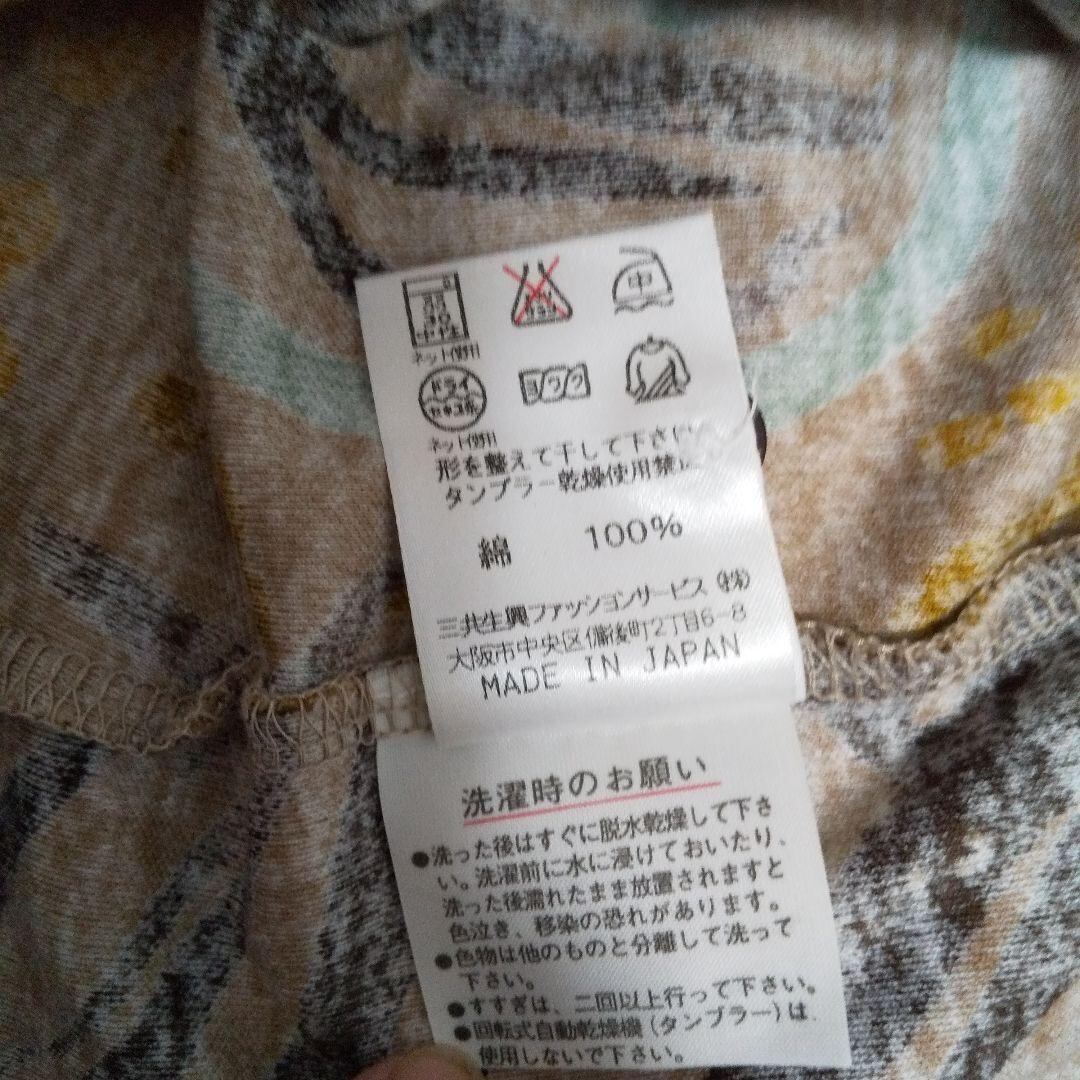 中
中性
ネット使用
ドライ
セキユ系
ヨワク
ネット使用
形を整えて干して下さい
タンブラー乾燥使用禁
綿 100%
三共生興ファッションサービス㈱
大阪市中央区備後町2丁目6-8
MADE IN JAPAN
洗濯時のお願い
●洗った後はすぐに脱水乾燥して下さ
い。洗濯前に水に浸けておいたり、
洗った後濡れたまま放置されますと
色泣き、移染の恐れがあります。
●色物は他のものと分離して洗って
下さい。
●すすぎは、二回以上行って下さい。
●回転式自動乾燥機(タンブラー)は、
使用しないで下さい。